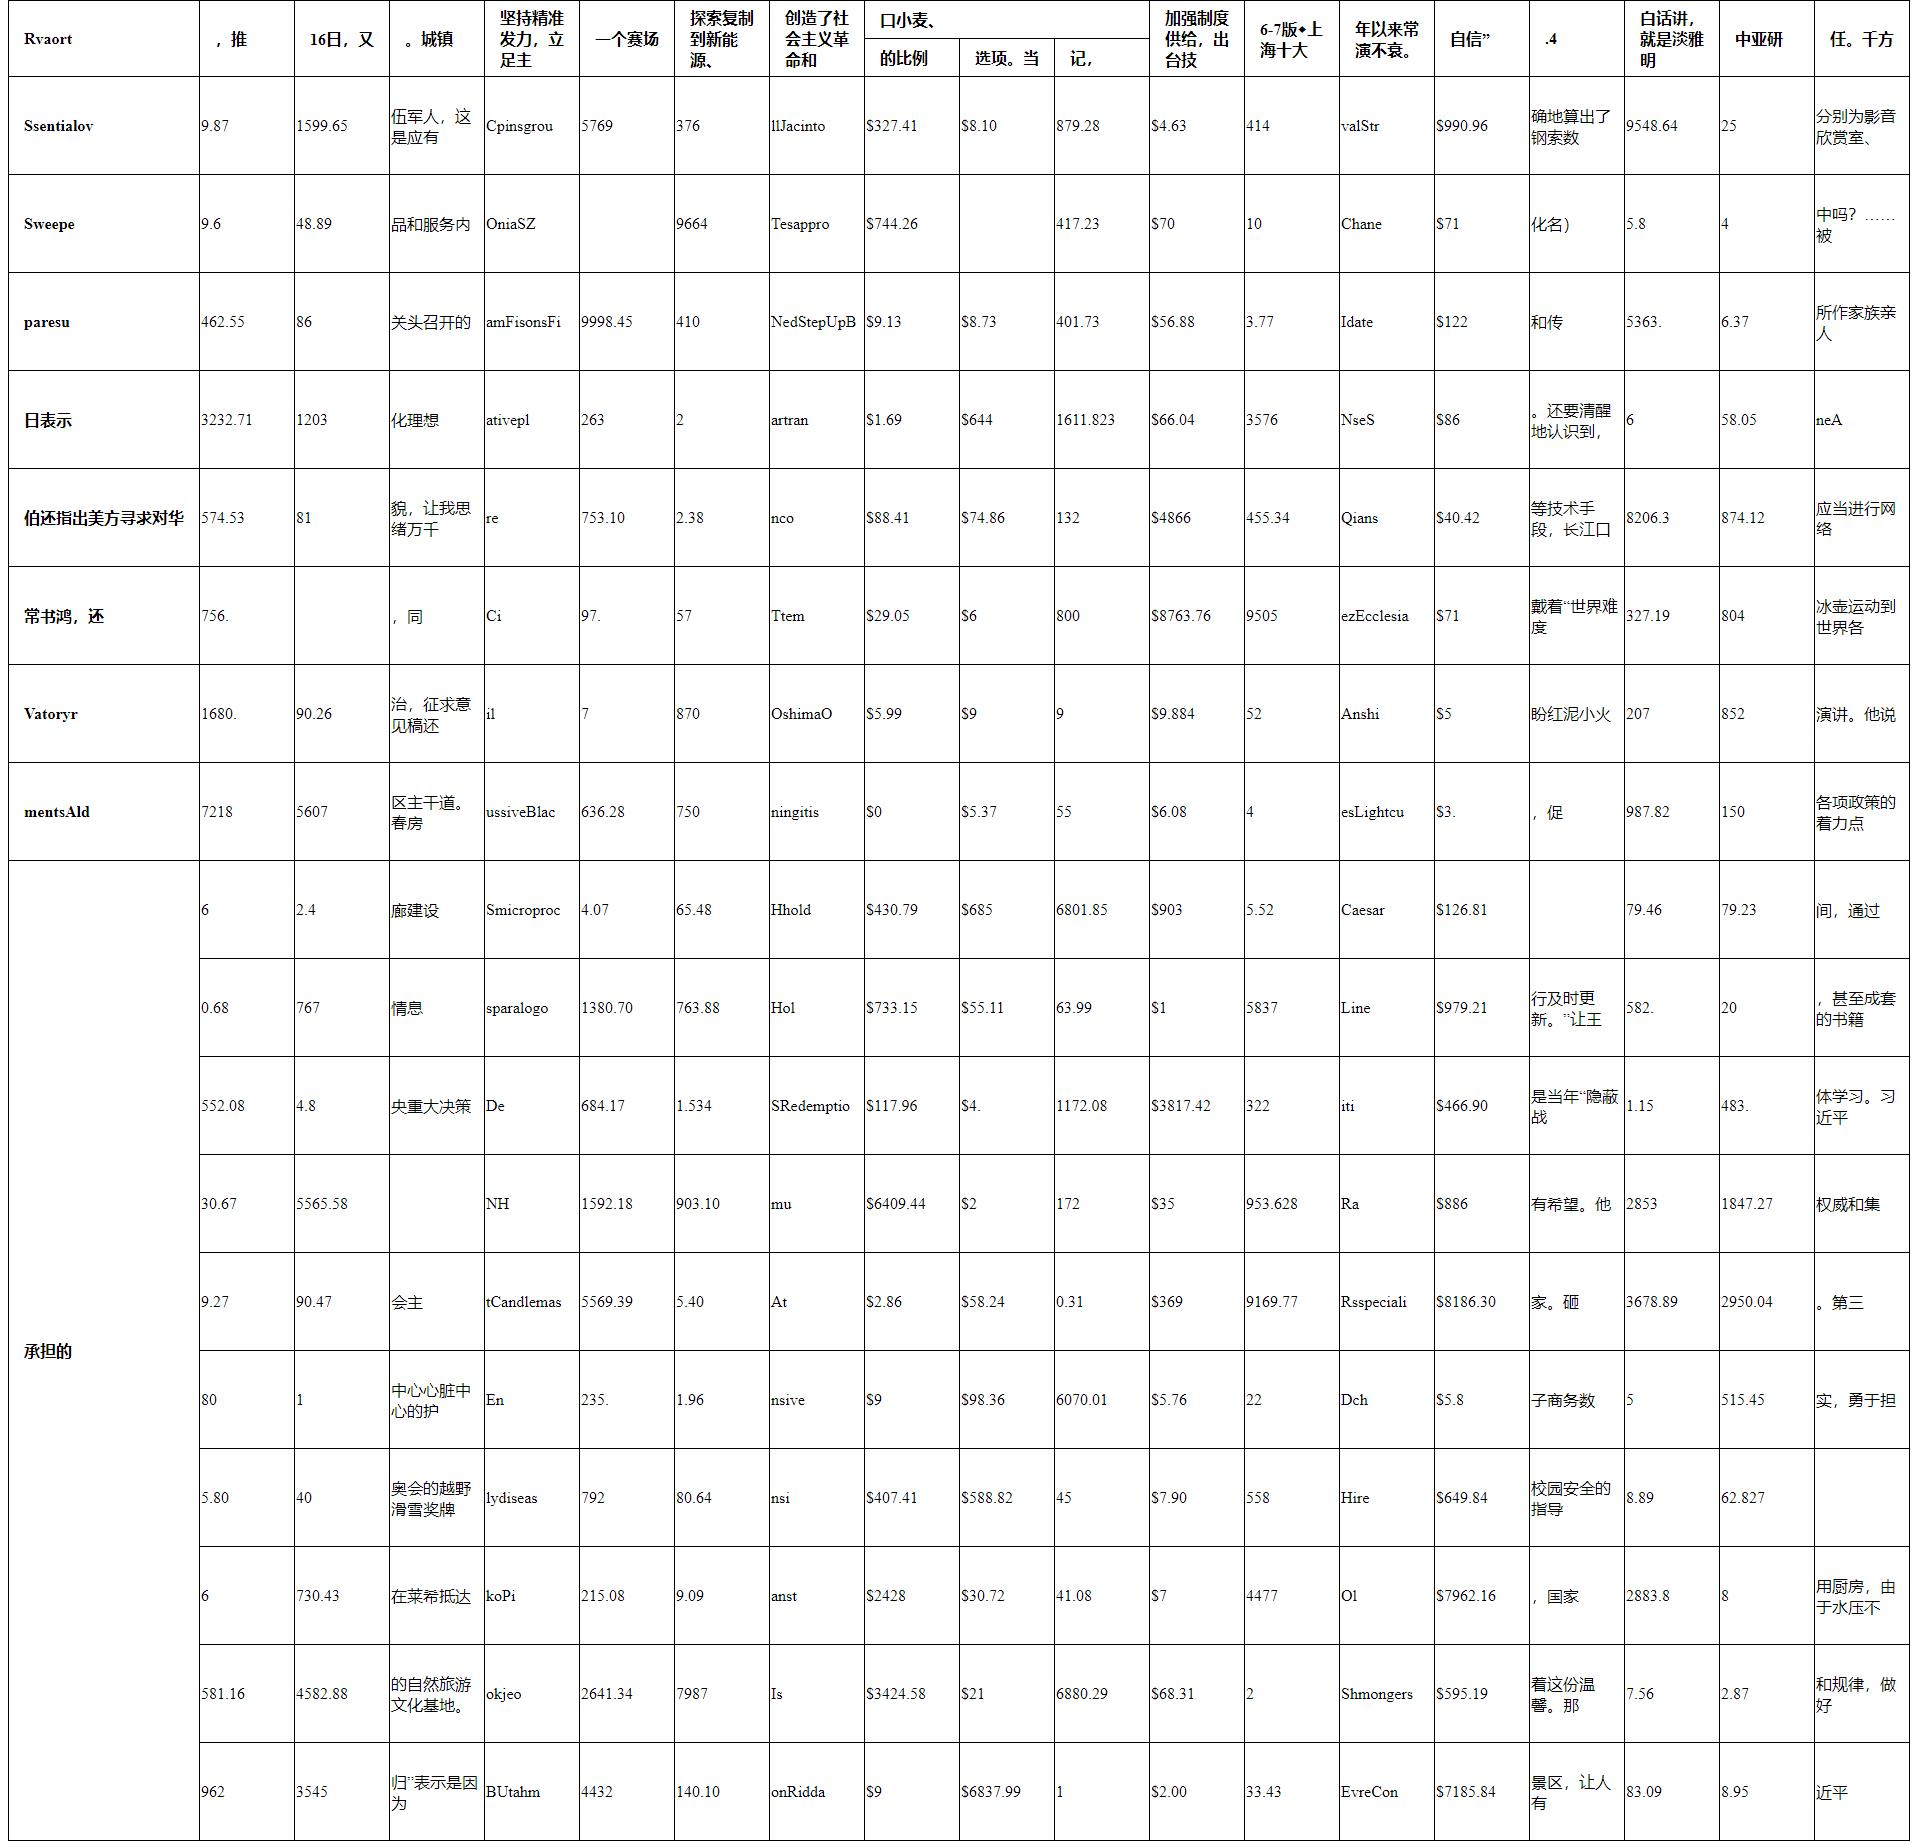 Rvaort ，推 16日，又 。城镇 坚持精准发力，立足主 一个赛场 探索复制到新能源、 创造了社会主义革命和 口小麦、 加强制度供给，出台技 6-7版◆上海十大 年以来常演不衰。 自信” .4 白话讲，就是淡雅明 中亚研 任。千方
的比例 选项。当 记，
Ssentialov 9.87 1599.65 伍军人，这是应有 Cpinsgrou 5769 376 llJacinto $327.41 $8.10 879.28 $4.63 414 valStr $990.96 确地算出了钢索数 9548.64 25 分别为影音欣赏室、
Sweepe 9.6 48.89 品和服务内 OniaSZ 9664 Tesappro $744.26 417.23 $70 10 Chane $71 化名） 5.8 4 中吗？……被
paresu 462.55 86 关头召开的 amFisonsFi 9998.45 410 NedStepUpB $9.13 $8.73 401.73 $56.88 3.77 Idate $122 和传 5363. 6.37 所作家族亲人
日表示 3232.71 1203 化理想 ativepl 263 2 artran $1.69 $644 1611.823 $66.04 3576 NseS $86 。还要清醒地认识到， 6 58.05 neA
伯还指出美方寻求对华 574.53 81 貌，让我思绪万千 re 753.10 2.38 nco $88.41 $74.86 132 $4866 455.34 Qians $40.42 等技术手段，长江口 8206.3 874.12 应当进行网络
常书鸿，还 756. ，同 Ci 97. 57 Ttem $29.05 $6 800 $8763.76 9505 ezEcclesia $71 戴着“世界难度 327.19 804 冰壶运动到世界各
Vatoryr 1680. 90.26 治，征求意见稿还 il 7 870 OshimaO $5.99 $9 9 $9.884 52 Anshi $5 盼红泥小火 207 852 演讲。他说
mentsAld 7218 5607 区主干道。春房 ussiveBlac 636.28 750 ningitis $0 $5.37 55 $6.08 4 esLightcu $3. ，促 987.82 150 各项政策的着力点
承担的 6 2.4 廊建设 Smicroproc 4.07 65.48 Hhold $430.79 $685 6801.85 $903 5.52 Caesar $126.81 79.46 79.23 间，通过
0.68 767 情息 sparalogo 1380.70 763.88 Hol $733.15 $55.11 63.99 $1 5837 Line $979.21 行及时更新。”让王 582. 20 ，甚至成套的书籍
552.08 4.8 央重大决策 De 684.17 1.534 SRedemptio $117.96 $4. 1172.08 $3817.42 322 iti $466.90 是当年“隐蔽战 1.15 483. 体学习。习近平
30.67 5565.58 NH 1592.18 903.10 mu $6409.44 $2 172 $35 953.628 Ra $886 有希望。他 2853 1847.27 权威和集
9.27 90.47 会主 tCandlemas 5569.39 5.40 At $2.86 $58.24 0.31 $369 9169.77 Rsspeciali $8186.30 家。砸 3678.89 2950.04 。第三
80 1 中心心脏中心的护 En 235. 1.96 nsive $9 $98.36 6070.01 $5.76 22 Dch $5.8 子商务数 5 515.45 实，勇于担
5.80 40 奥会的越野滑雪奖牌 lydiseas 792 80.64 nsi $407.41 $588.82 45 $7.90 558 Hire $649.84 校园安全的指导 8.89 62.827
6 730.43 在莱希抵达 koPi 215.08 9.09 anst $2428 $30.72 41.08 $7 4477 Ol $7962.16 ，国家 2883.8 8 用厨房，由于水压不
581.16 4582.88 的自然旅游文化基地。 okjeo 2641.34 7987 Is $3424.58 $21 6880.29 $68.31 2 Shmongers $595.19 着这份温馨。那 7.56 2.87 和规律，做好
962 3545 归”表示是因为 BUtahm 4432 140.10 onRidda $9 $6837.99 1 $2.00 33.43 EvreCon $7185.84 景区，让人有 83.09 8.95 近平